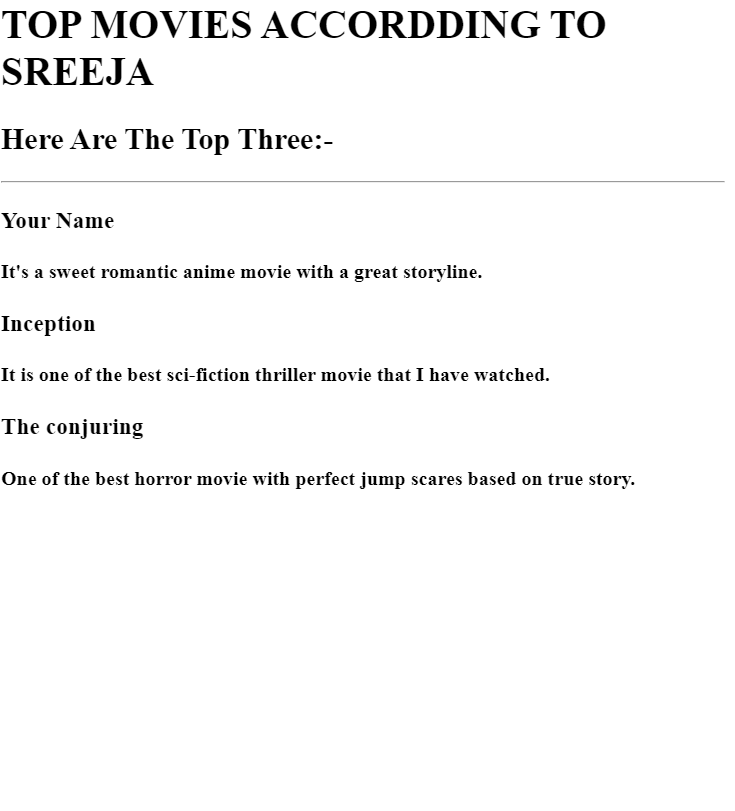 TOP MOVIES ACCORDDING TO
SREEJA
Here Are The Top Three:-
Your Name
It's a sweet romantic anime movie with a great storyline.
Inception
It is one of the best sci-fiction thriller movie that I have watched.
The conjuring
One of the best horror movie with perfect jump scares based on true story.